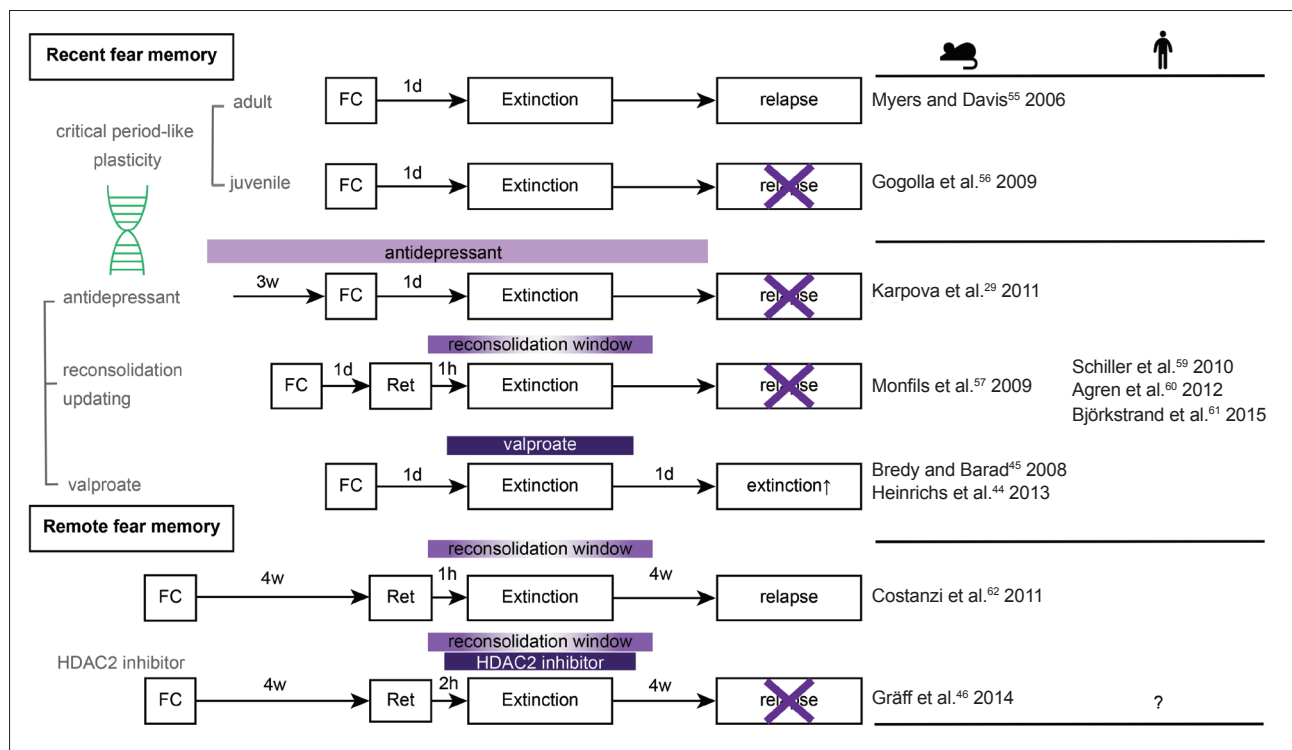 Recent fear memory
adult
FC
1d
Extinction
relapse
Myers and Davis⁵⁵ 2006
critical period-like
plasticity
juvenile
FC
1d
Extinction
relapse
Gogolla et al.⁵⁶ 2009
antidepressant
antidepressant
3w
FC
1d
Extinction
relapse
Karpova et al.²⁹ 2011
reconsolidation window
reconsolidation
updating
FC
1d
Ret
1h
Extinction
relapse
Monfils et al.⁵⁷ 2009
Schiller et al.⁵⁹ 2010
Agren et al.⁶⁰ 2012
Björkstrand et al.⁶¹ 2015
valproate
valproate
FC
1d
Extinction
1d
extinction↑
Bredy and Barad⁴⁵ 2008
Heinrichs et al.⁴⁴ 2013
Remote fear memory
reconsolidation window
FC
4w
Ret
1h
Extinction
4w
relapse
Costanzi et al.⁶² 2011
reconsolidation window
HDAC2 inhibitor
HDAC2 inhibitor
FC
4w
Ret
2h
Extinction
4w
relapse
Gräff et al.⁴⁶ 2014
?